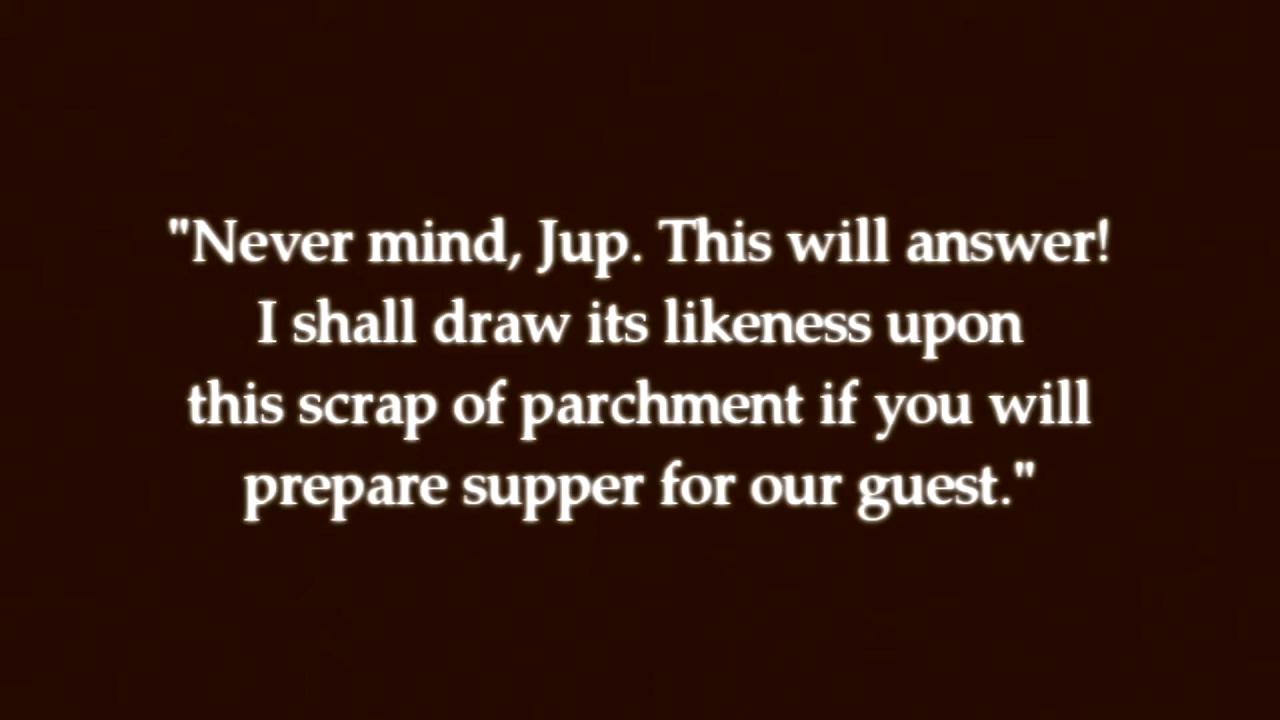 "Never mind, Jup. This will answer!
I shall draw its likeness upon
this scrap of parchment if you will
prepare supper for our guest."